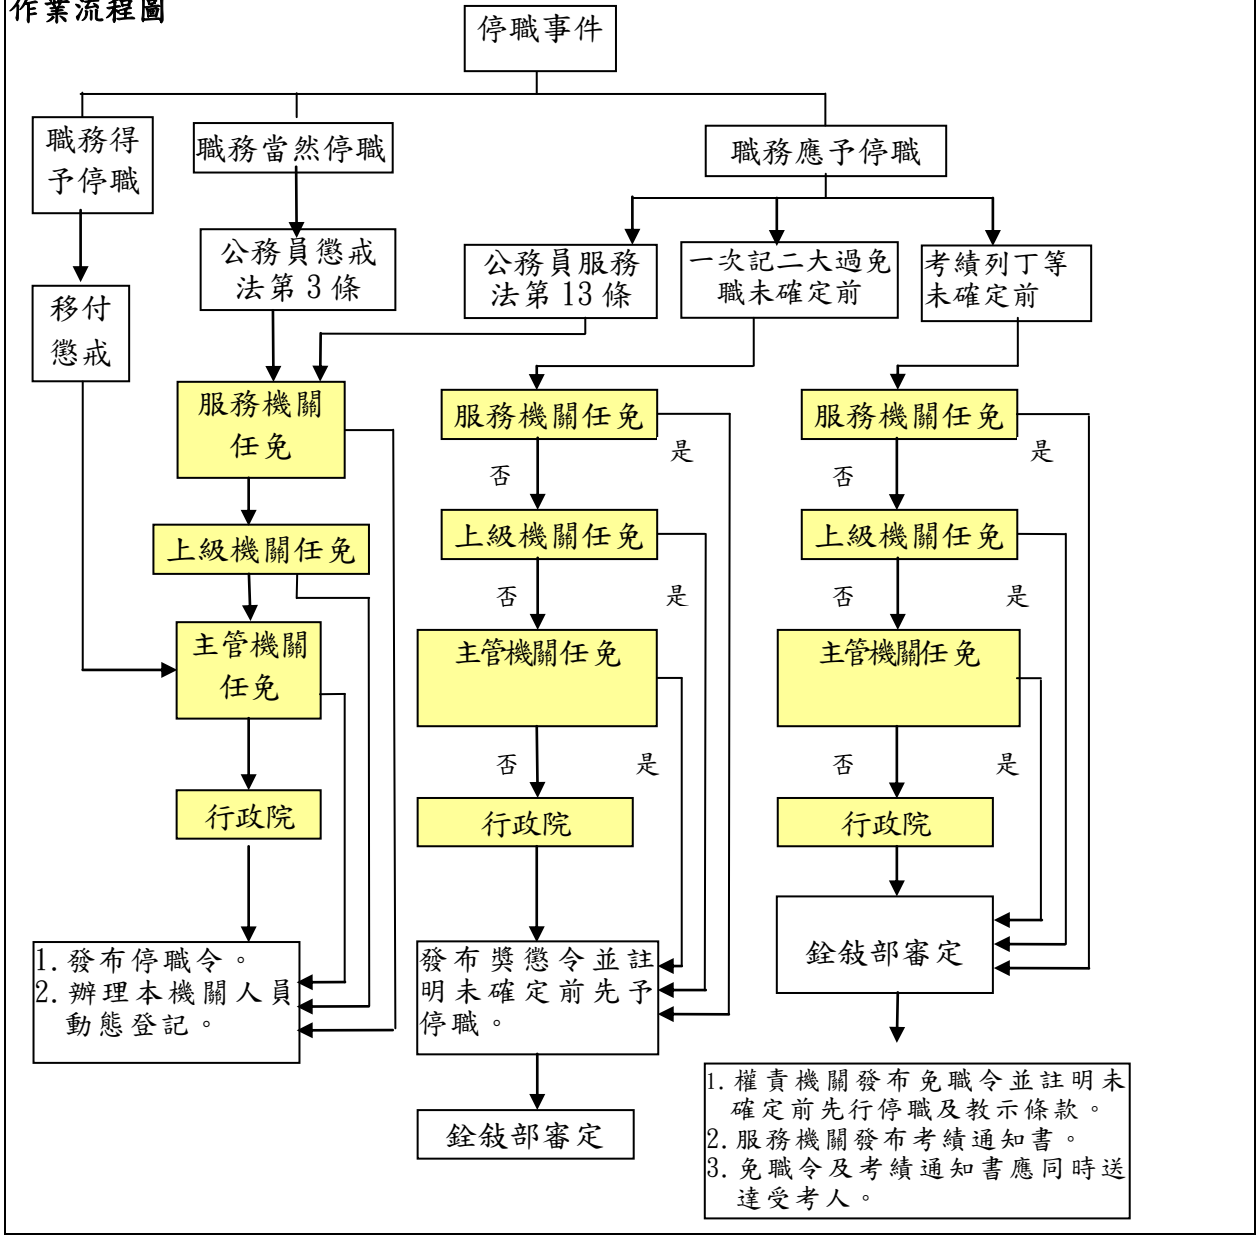 作業流程圖
停職事件
職務得
予停職
職務當然停職
職務應予停職
公務員懲戒
法第3條
公務員服務
法第13條
一次記二大過免
職未確定前
考績列丁等
未確定前
移付
懲戒
服務機關
任免
服務機關任免
服務機關任免
是
是
否
否
上級機關任免
上級機關任免
上級機關任免
否
是
否
是
主管機關
任免
主管機關任免
主管機關任免
否
是
否
是
行政院
行政院
行政院
1.發布停職令。
2.辦理本機關人員
動態登記。
發布獎懲令並註
明未確定前先予
停職。
銓敍部審定
銓敍部審定
1.權責機關發布免職令並註明未
確定前先行停職及教示條款。
2.服務機關發布考績通知書。
3.免職令及考績通知書應同時送
達受考人。